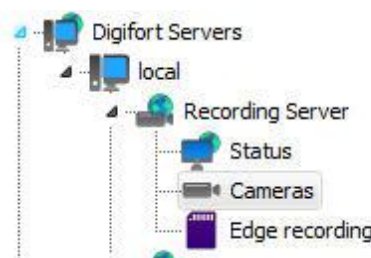 Digifort Servers
local
Recording Server
Status
Cameras
Edge recording